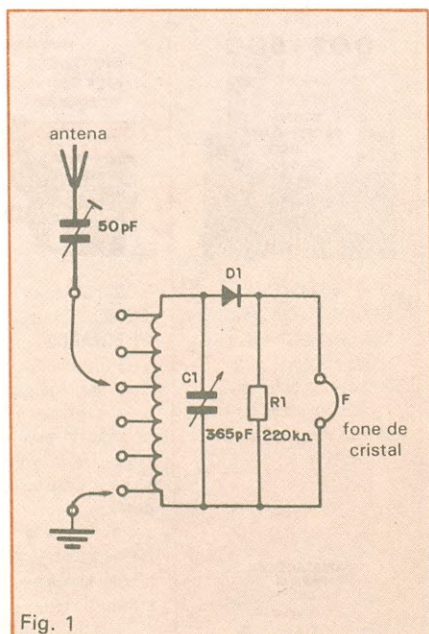 antena
50pF
D1
C1
365pF
R1
220kΩ
F
fone de
cristal
Fig. 1